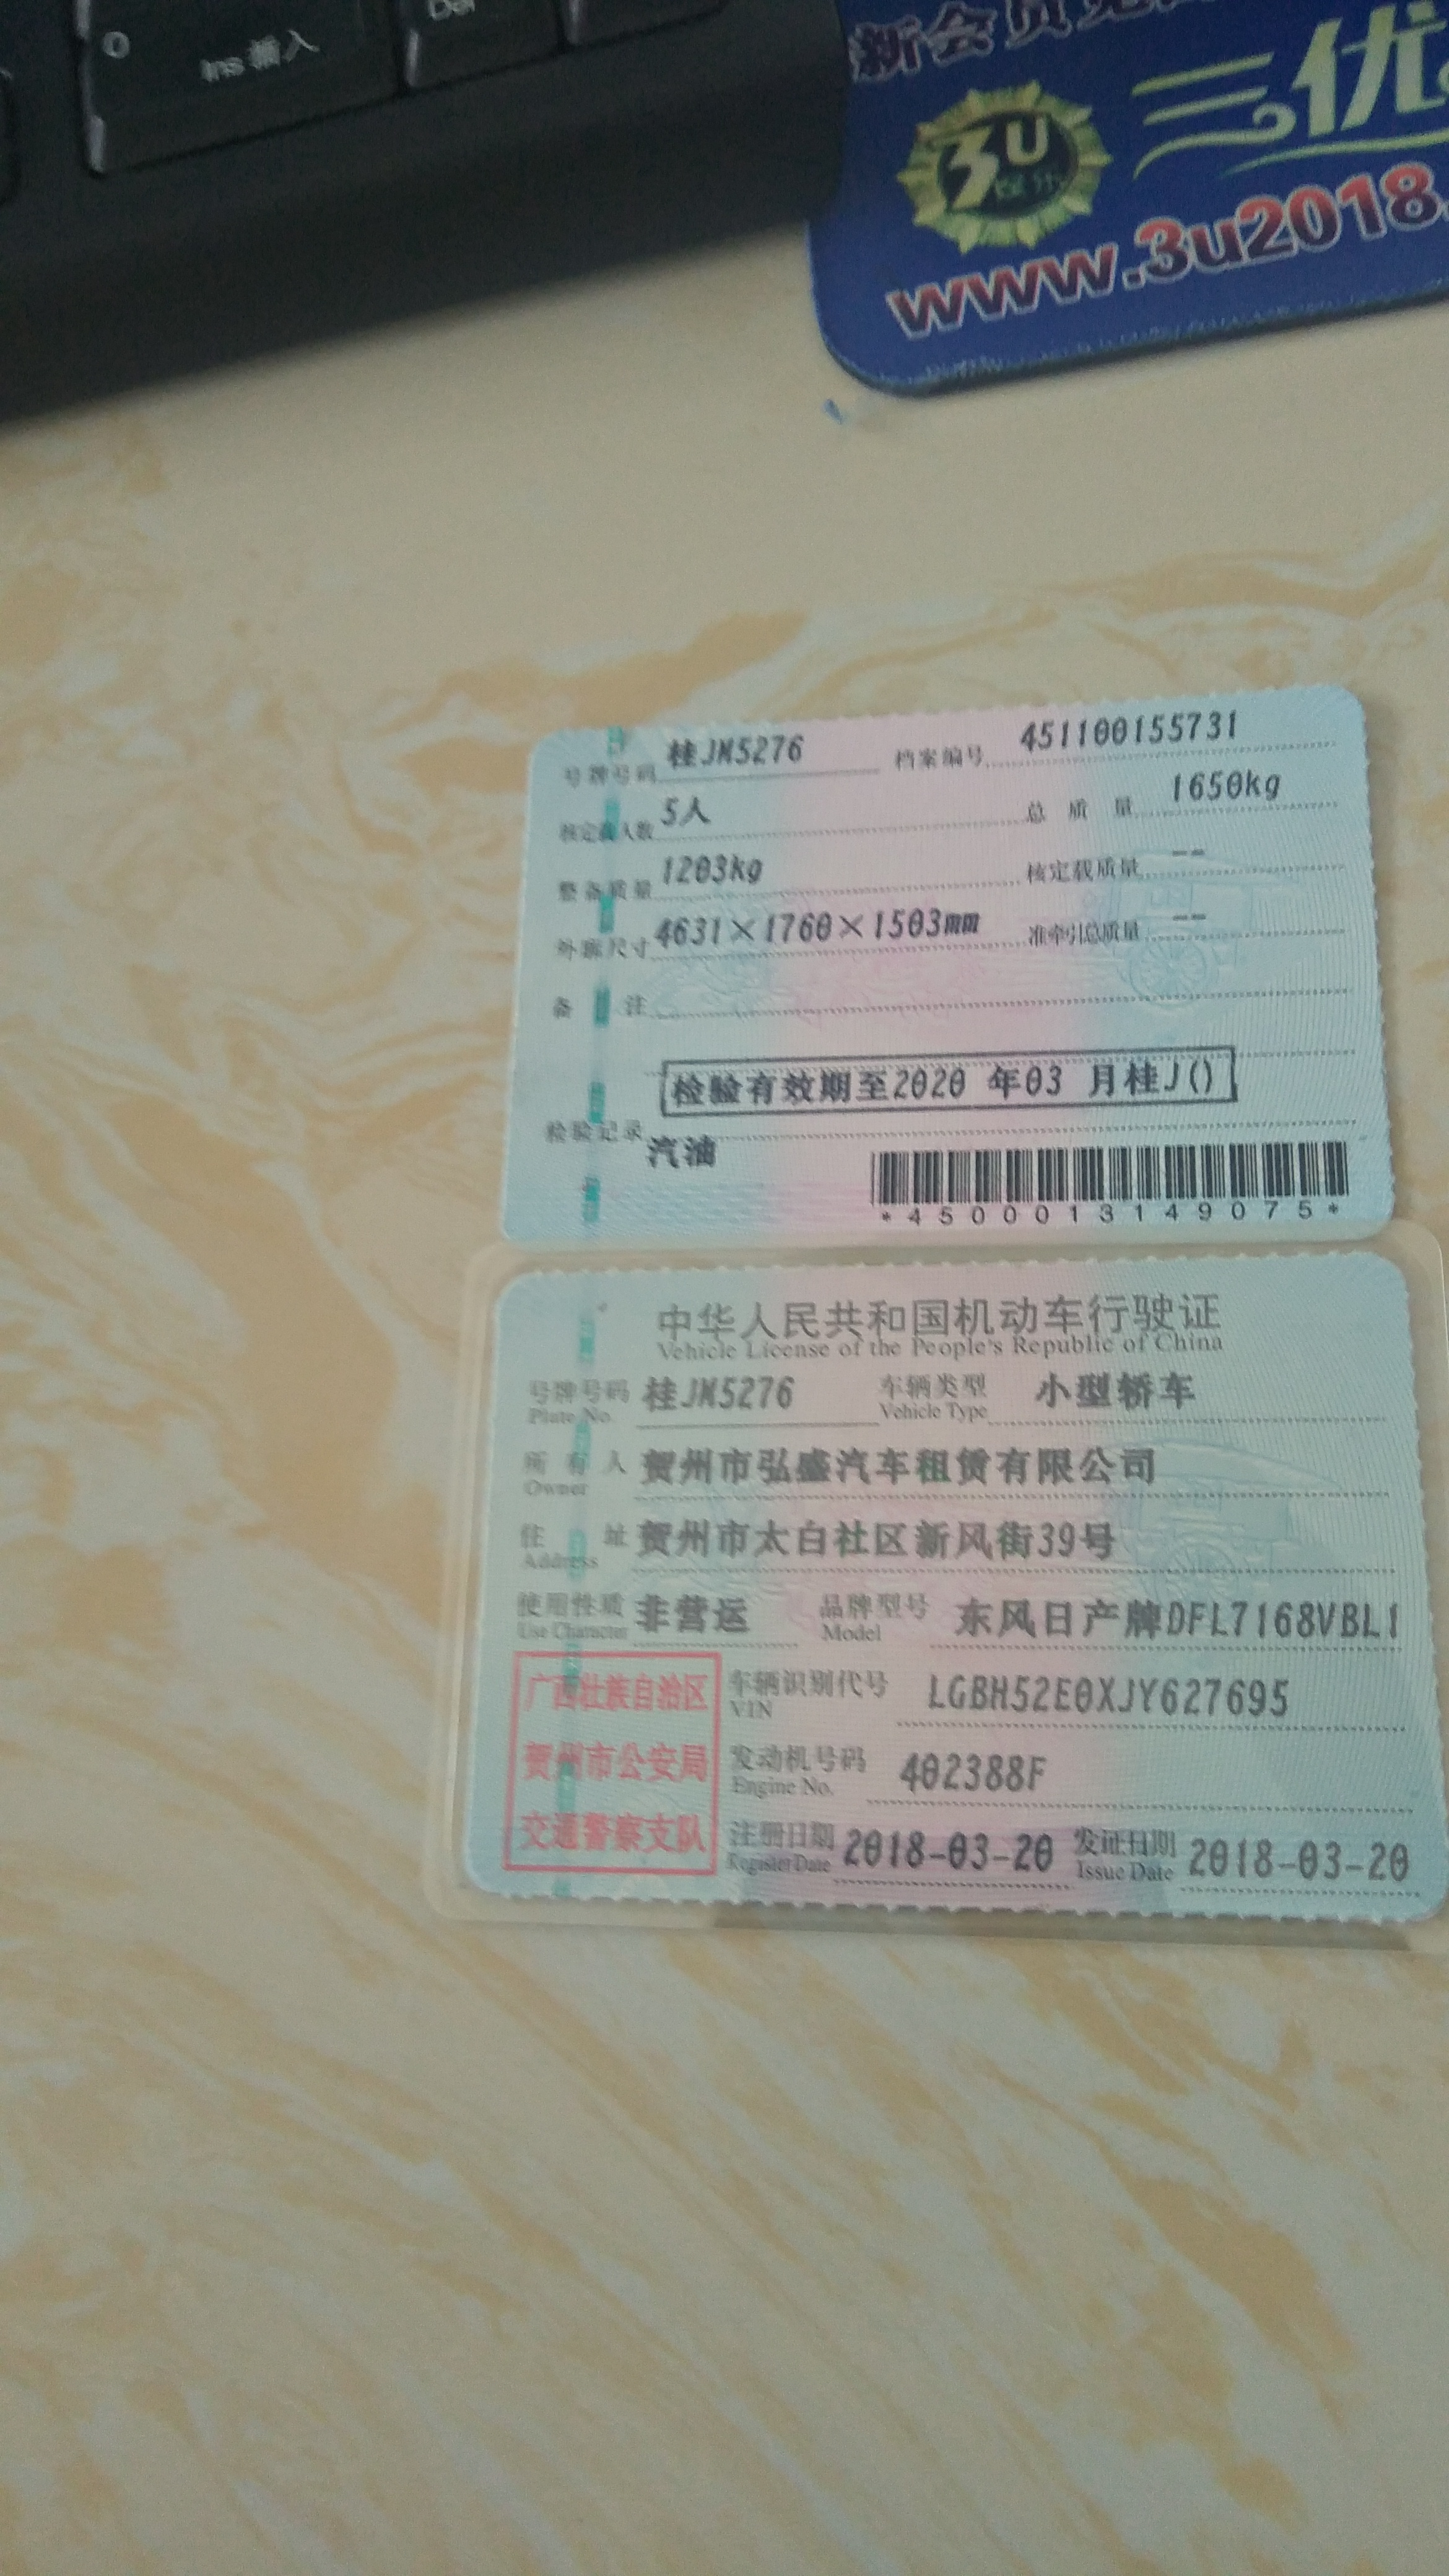 Ins 插入
Del
新会员免
3U
三优
www.3u2018.
号牌号码 桂JM5276 档案编号 451100155731
核定载人数 5人 总质量 1650kg
整备质量 1203kg 核定载质量 --
外廓尺寸 4631×1760×1503mm 准牵引总质量 --
备注
检验有效期至2020 年03 月桂J()
检验记录
汽油
*4500013149075*
中华人民共和国机动车行驶证
Vehicle License of the People's Republic of China
号牌号码 桂JM5276 车辆类型 小型轿车
Plate No. Vehicle Type
所有人 贺州市弘盛汽车租赁有限公司
Owner
住址 贺州市太白社区新风街39号
Address
使用性质 非营运 品牌型号 东风日产牌DFL7168VBL1
Use Character Model
广西壮族自治区
贺州市公安局
交通警察支队
车辆识别代号 LGBH52E0XJY627695
VIN
发动机号码 402388F
Engine No.
注册日期 2018-03-20 发证日期 2018-03-20
Register Date Issue Date